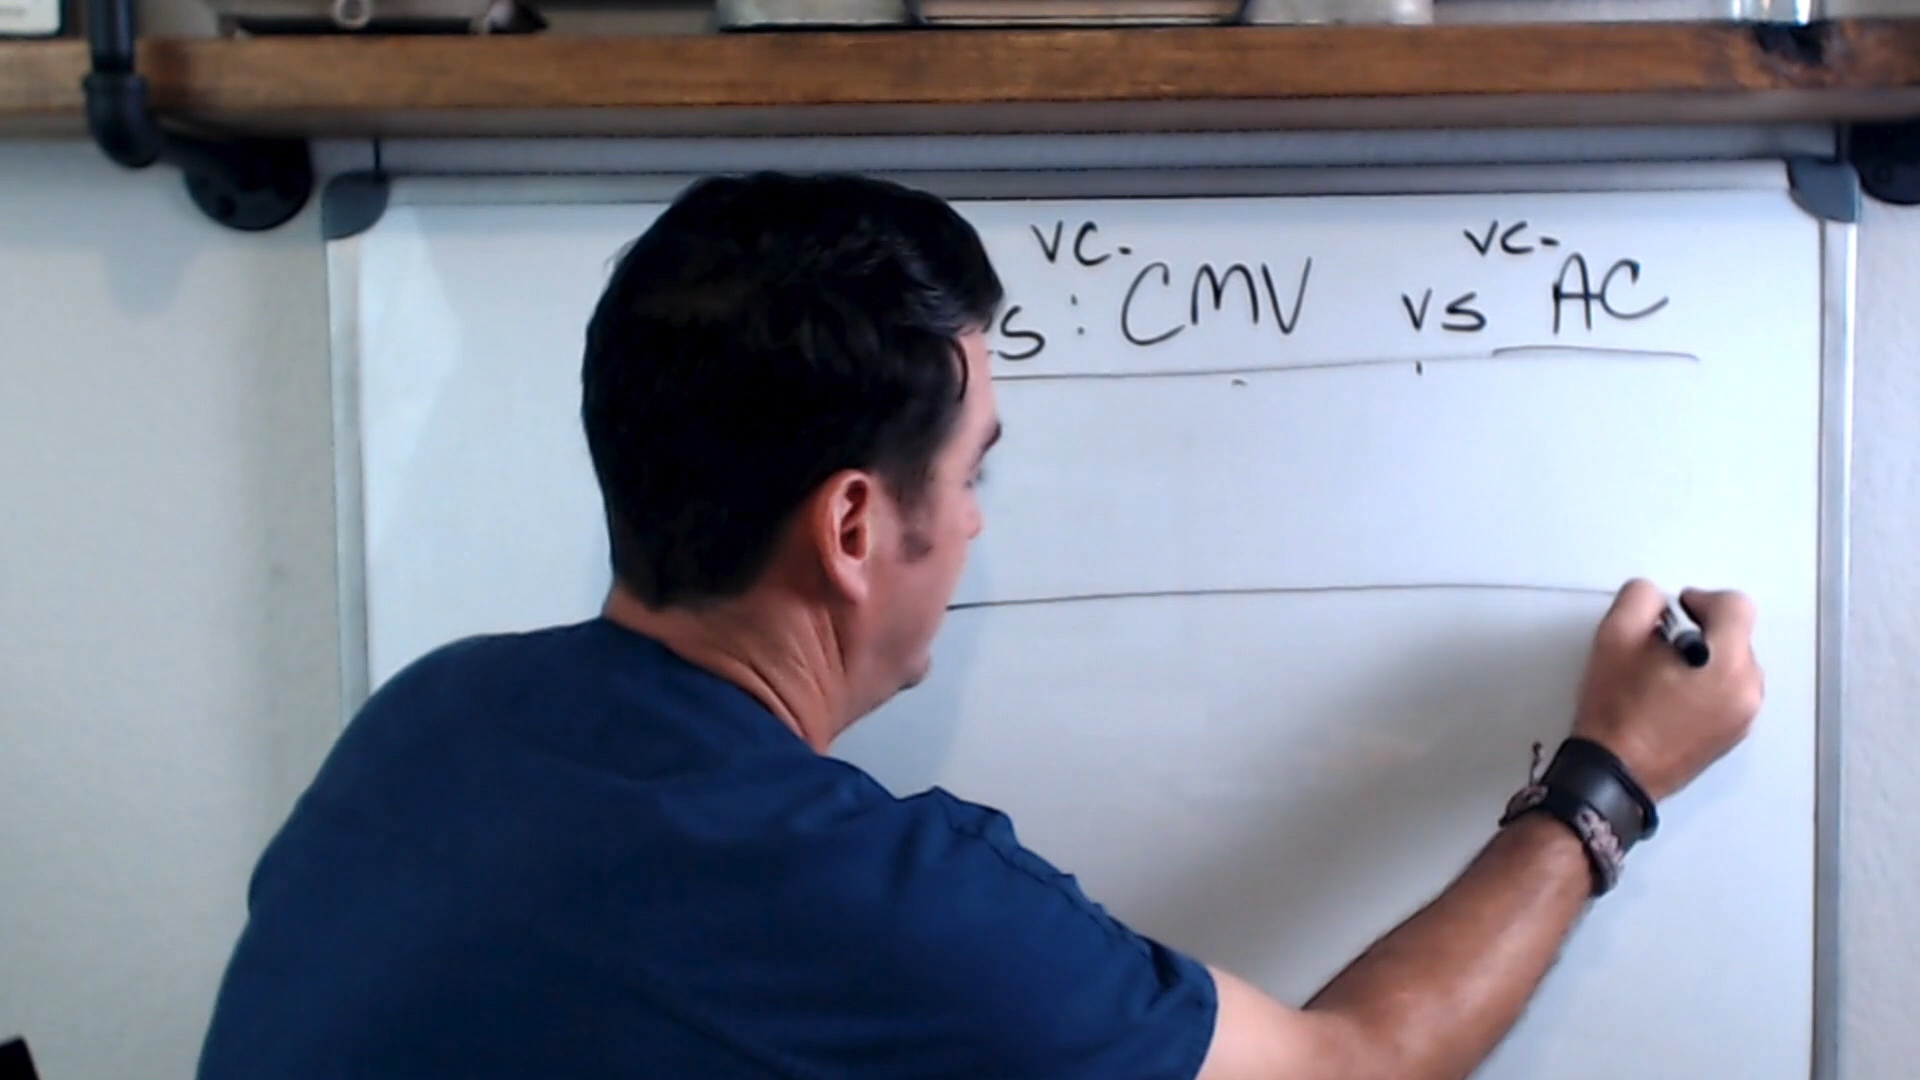 VC- VC-
S: CMV vs AC